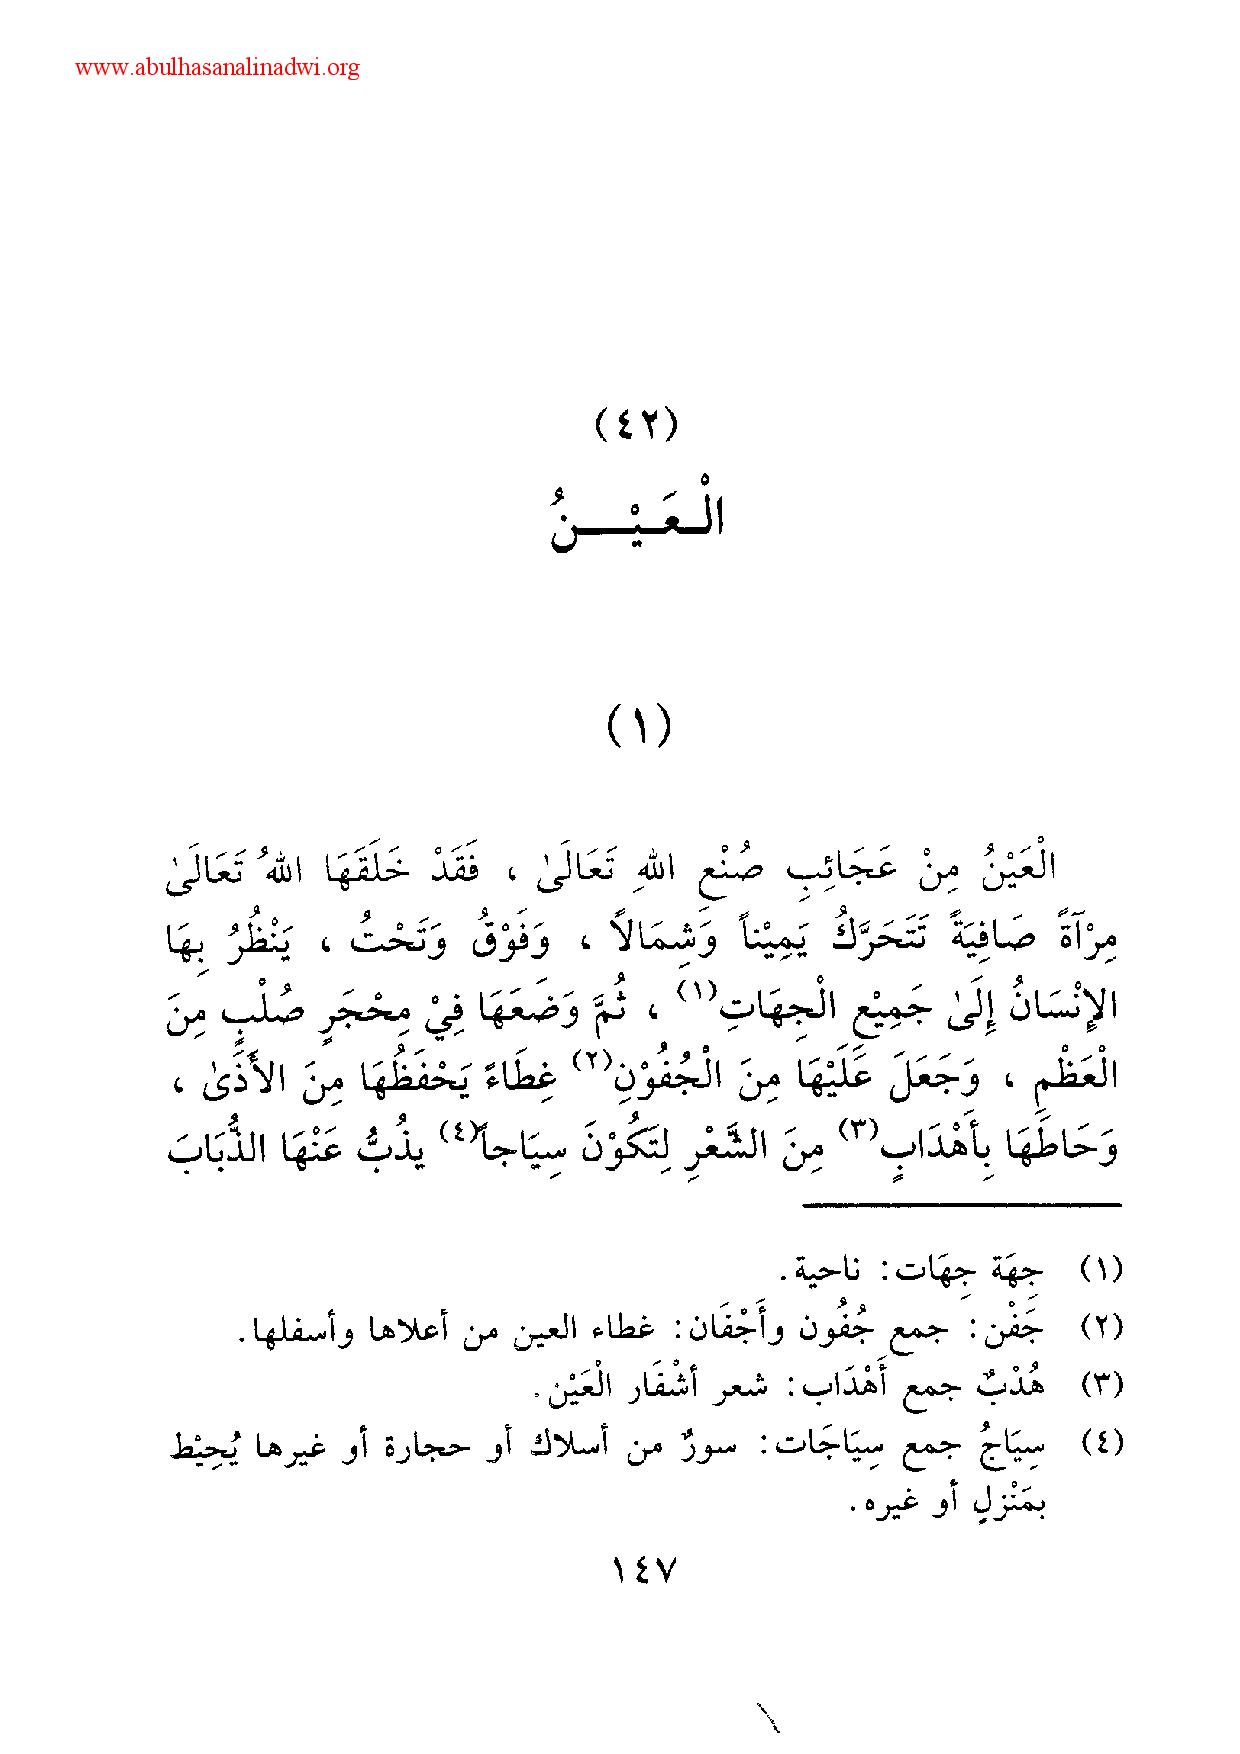 www.abulhasanalinadwi.org
(٤٢)
الْعَيْنُ
(١)
الْعَيْنُ مِنْ عَجَائِبِ صُنْعِ اللهِ تَعَالَىٰ ، فَقَدْ خَلَقَهَا اللهُ تَعَالَىٰ
مِرْآةً صَافِيَةً تَتَحَرَّكُ يَمِيْناً وَشِمَالاً ، وَفَوْقُ وَتَحْتُ ، يَنْظُرُ بِهَا
الإِنْسَانُ إِلَىٰ جَمِيْعِ الْجِهَاتِ(١) ، ثُمَّ وَضَعَهَا فِيْ مِحْجَرٍ صُلْبٍ مِنَ
الْعَظْمِ ، وَجَعَلَ عَلَيْهَا مِنَ الْجُفُوْنِ(٢) غِطَاءً يَحْفَظُهَا مِنَ الأَذَىٰ ،
وَحَاطَهَا بِأَهْدَابٍ(٣) مِنَ الشَّعْرِ لِتَكُوْنَ سِيَاجاً(٤) يذُبُّ عَنْهَا الذُّبَابَ
(١) جِهَة جِهَات: ناحية.
(٢) جَفْن: جمع جُفُون وأَجْفَان: غطاء العين من أعلاها وأسفلها.
(٣) هُدْبٌ جمع أَهْدَاب: شعر أشْفَار الْعَيْن.
(٤) سِيَاجُ جمع سِيَاجَات: سورٌ من أسلاك أو حجارة أو غيرها يُحِيْط
بمَنْزلٍ أو غيره.
١٤٧